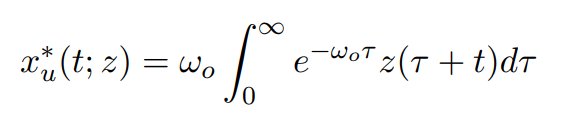 $x_u^*(t; z) = \omega_o \int_0^\infty e^{-\omega_o \tau} z(\tau + t) d\tau$